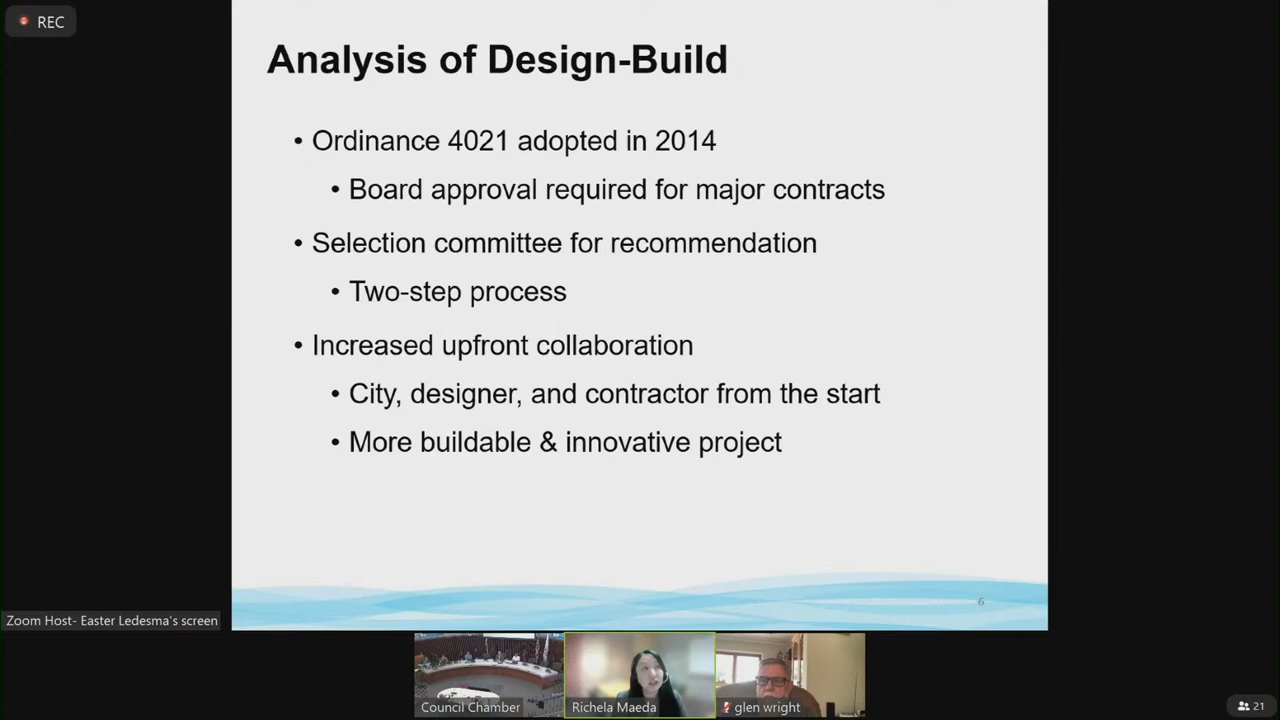 REC
Analysis of Design-Build
• Ordinance 4021 adopted in 2014
• Board approval required for major contracts
• Selection committee for recommendation
• Two-step process
• Increased upfront collaboration
• City, designer, and contractor from the start
• More buildable & innovative project
6
Zoom Host- Easter Ledesma's screen
Council Chamber
Richela Maeda
glen wright
21